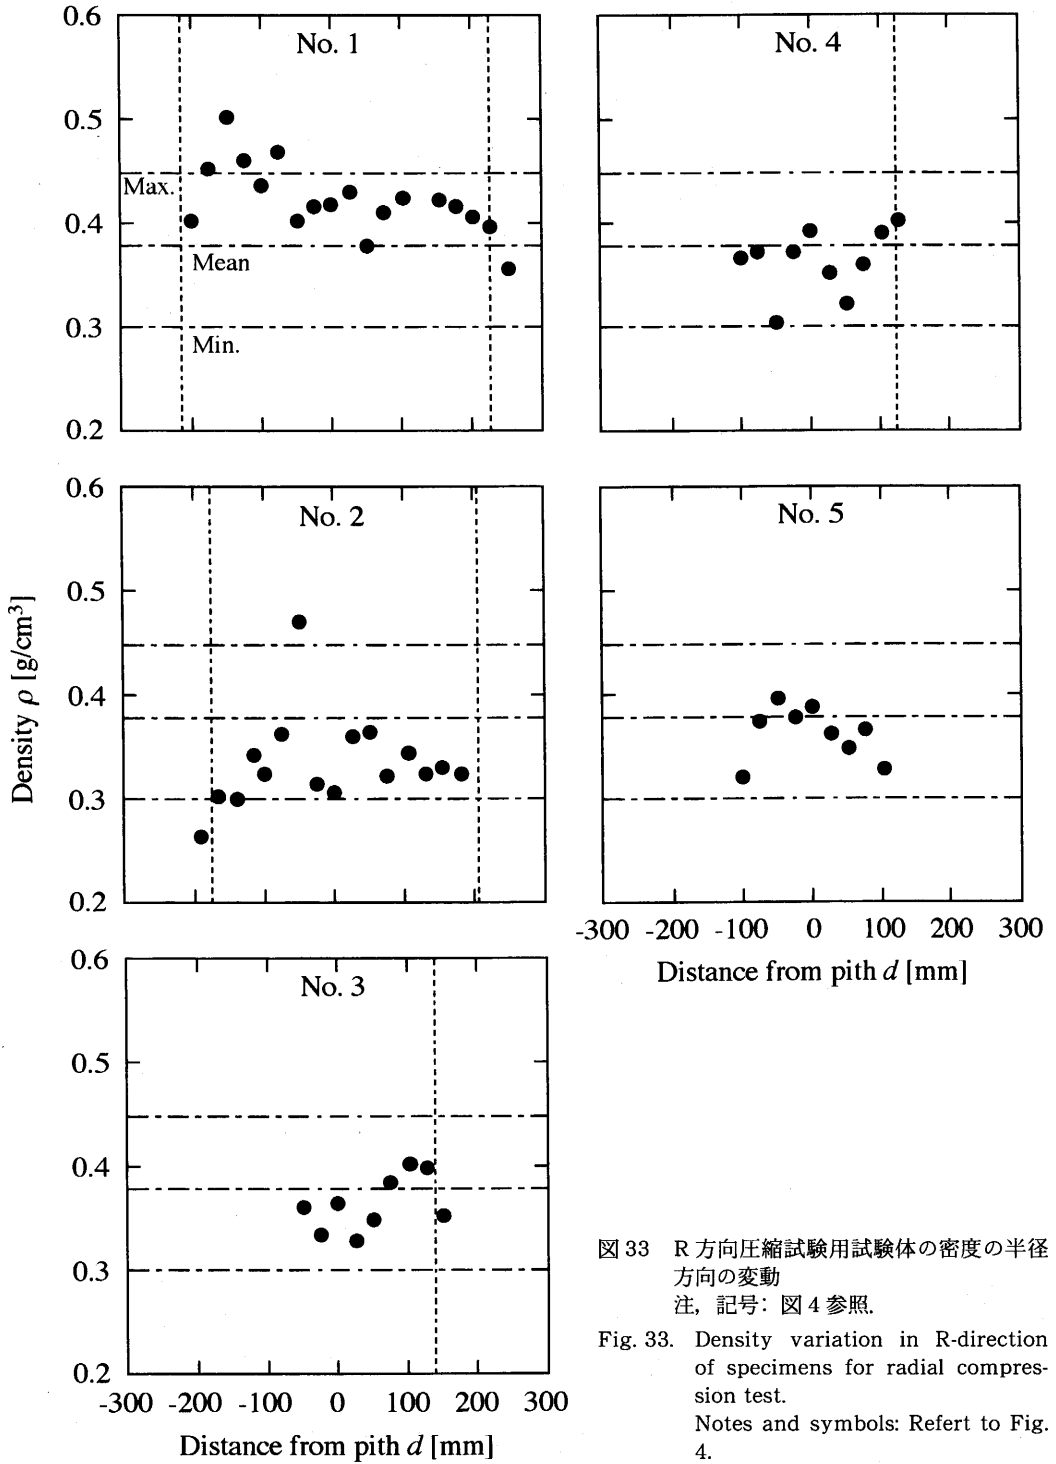 0.6
No. 1
0.5
Max.
0.4
Mean
0.3
Min.
0.2
No. 4
0.6
No. 2
0.5
0.4
0.3
0.2
Density ρ [g/cm³]
No. 5
-300 -200 -100 0 100 200 300
Distance from pith d [mm]
0.6
No. 3
0.5
0.4
0.3
0.2
-300 -200 -100 0 100 200 300
Distance from pith d [mm]
図 33 R 方向圧縮試験用試験体の密度の半径
方向の変動
注, 記号: 図 4 参照.
Fig. 33. Density variation in R-direction
of specimens for radial compres-
sion test.
Notes and symbols: Refert to Fig.
4.